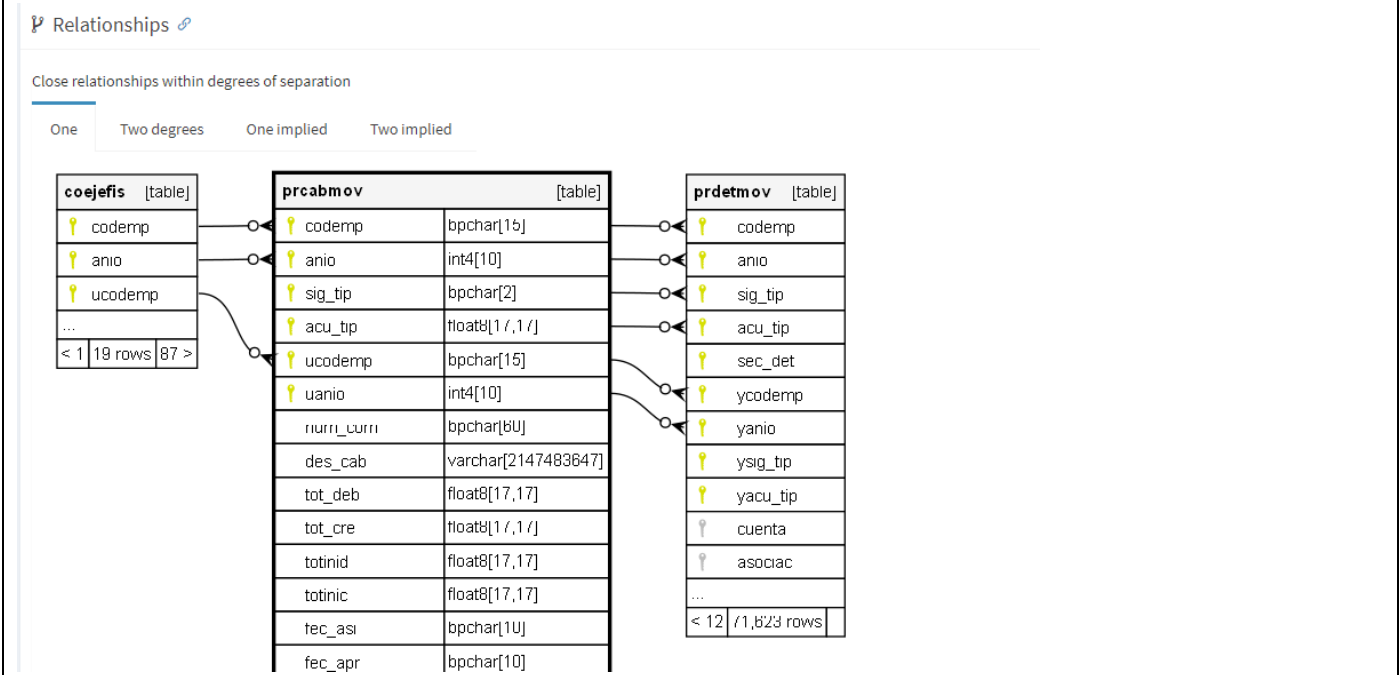 Relationships
Close relationships within degrees of separation
One Two degrees One implied Two implied
coejefis [table]
codemp
anio
ucodemp
...
< 1 19 rows 87 >
prcabmov [table]
codemp bpchar[15]
anio int4[10]
sig_tip bpchar[2]
acu_tip float8[17,17]
ucodemp bpchar[15]
uanio int4[10]
num_com bpchar[60]
des_cab varchar[2147483647]
tot_deb float8[17,17]
tot_cre float8[17,17]
totinid float8[17,17]
totinic float8[17,17]
fec_asi bpchar[10]
fec_apr bpchar[10]
prdetmov [table]
codemp
anio
sig_tip
acu_tip
sec_det
ycodemp
yanio
ysig_tip
yacu_tip
cuenta
asociac
...
< 12 71,623 rows